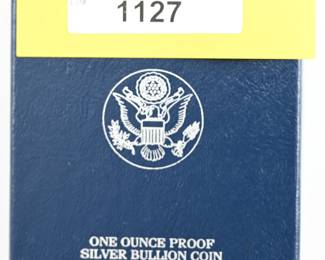 1127
ONE OUNCE PROOF
SILVER BULLION COIN